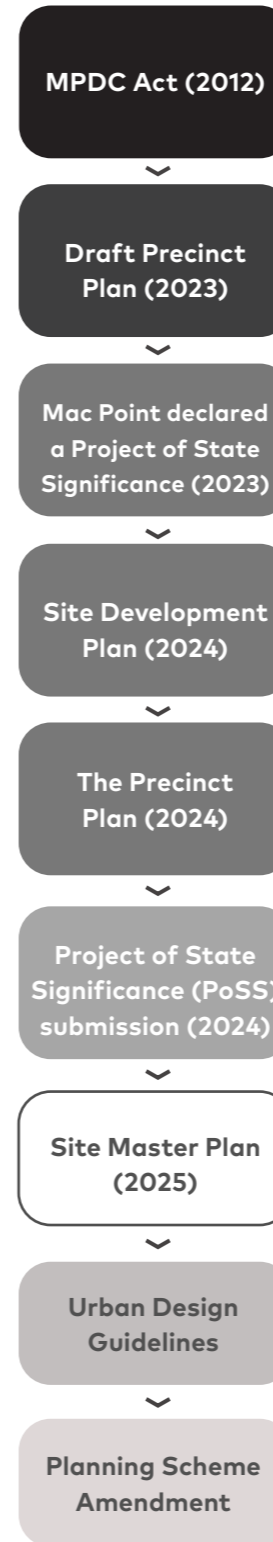 MPDC Act (2012)
Draft Precinct
Plan (2023)
Mac Point declared
a Project of State
Significance (2023)
Site Development
Plan (2024)
The Precinct
Plan (2024)
Project of State
Significance (PoSS)
submission (2024)
Site Master Plan
(2025)
Urban Design
Guidelines
Planning Scheme
Amendment